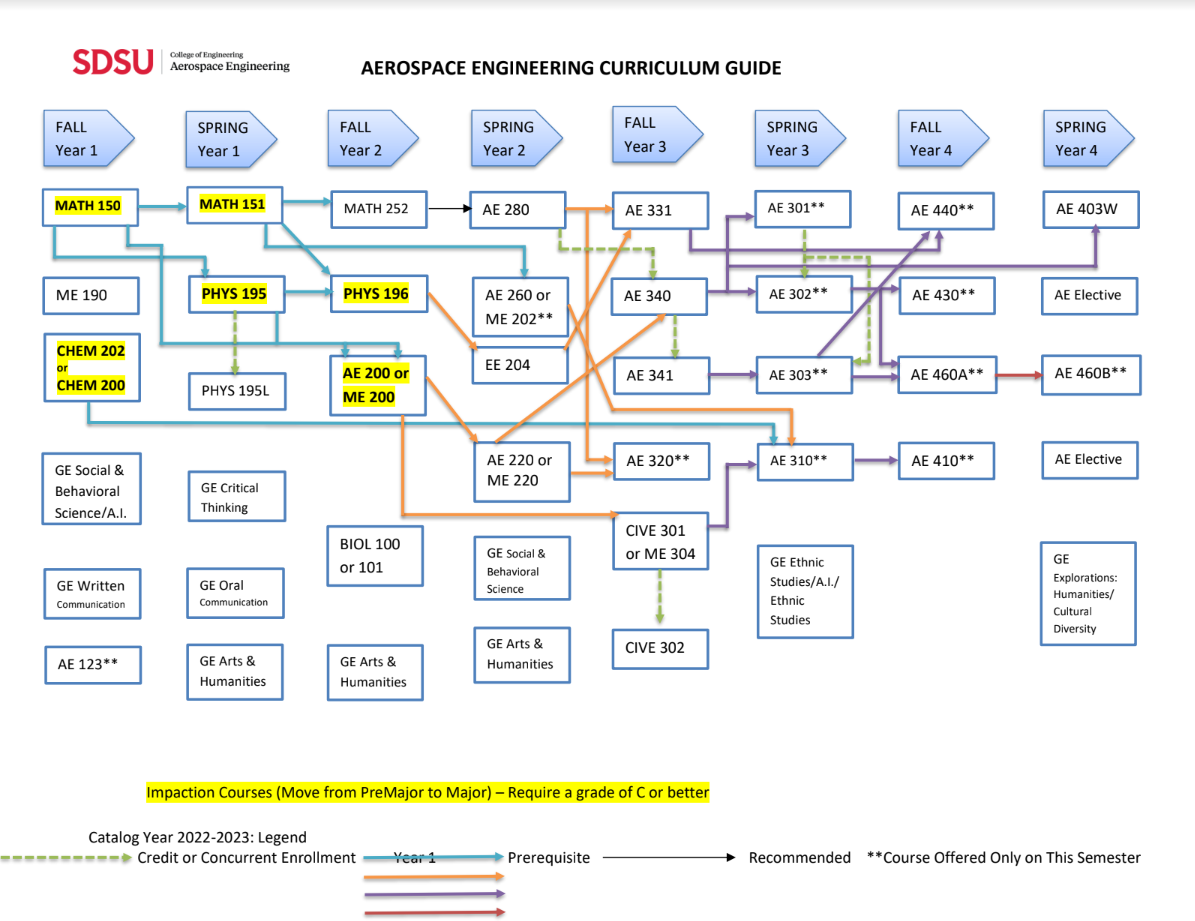 SDSU
College of Engineering
Aerospace Engineering
AEROSPACE ENGINEERING CURRICULUM GUIDE
FALL
Year 1
SPRING
Year 1
FALL
Year 2
SPRING
Year 2
FALL
Year 3
SPRING
Year 3
FALL
Year 4
SPRING
Year 4
MATH 150
MATH 151
MATH 252
AE 280
AE 331
AE 301**
AE 440**
AE 403W
ME 190
PHYS 195
PHYS 196
AE 260 or
ME 202**
AE 340
AE 302**
AE 430**
AE Elective
CHEM 202
or
CHEM 200
PHYS 195L
AE 200 or
ME 200
EE 204
AE 341
AE 303**
AE 460A**
AE 460B**
GE Social &
Behavioral
Science/A.I.
GE Critical
Thinking
AE 220 or
ME 220
AE 320**
AE 310**
AE 410**
AE Elective
BIOL 100
or 101
GE Social &
Behavioral
Science
CIVE 301
or ME 304
GE Ethnic
Studies/A.I./
Ethnic
Studies
GE
Explorations:
Humanities/
Cultural
Diversity
GE Written
Communication
GE Oral
Communication
AE 123**
GE Arts &
Humanities
GE Arts &
Humanities
GE Arts &
Humanities
CIVE 302
Impaction Courses (Move from PreMajor to Major) – Require a grade of C or better
Catalog Year 2022-2023: Legend
Credit or Concurrent Enrollment Year 1 Prerequisite Recommended **Course Offered Only on This Semester